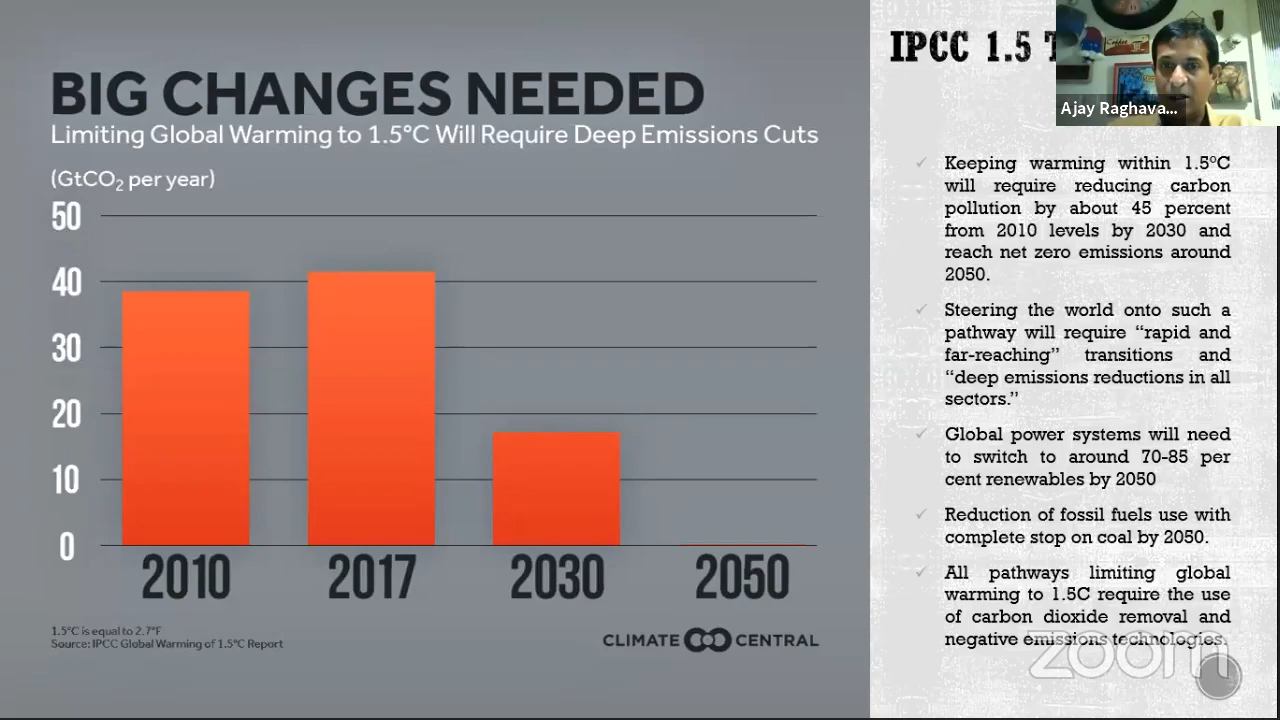 BIG CHANGES NEEDED
Limiting Global Warming to 1.5°C Will Require Deep Emissions Cuts
(GtCO₂ per year)
50
40
30
20
10
0
2010 2017 2030 2050
1.5°C is equal to 2.7°F
Source: IPCC Global Warming of 1.5°C Report
CLIMATE CENTRAL
IPCC 1.5
Ajay Raghava...
✓ Keeping warming within 1.5°C
will require reducing carbon
pollution by about 45 percent
from 2010 levels by 2030 and
reach net zero emissions around
2050.
✓ Steering the world onto such a
pathway will require “rapid and
far-reaching” transitions and
“deep emissions reductions in all
sectors.”
✓ Global power systems will need
to switch to around 70-85 per
cent renewables by 2050
✓ Reduction of fossil fuels use with
complete stop on coal by 2050.
✓ All pathways limiting global
warming to 1.5C require the use
of carbon dioxide removal and
negative emissions technologies.
zoom